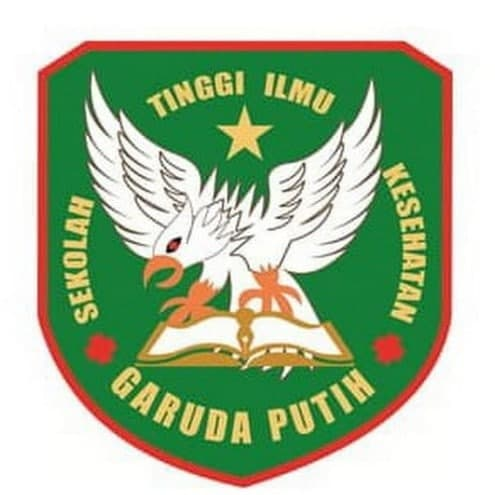 SEKOLAH
TINGGI ILMU
KESEHATAN
GARUDA PUTIH